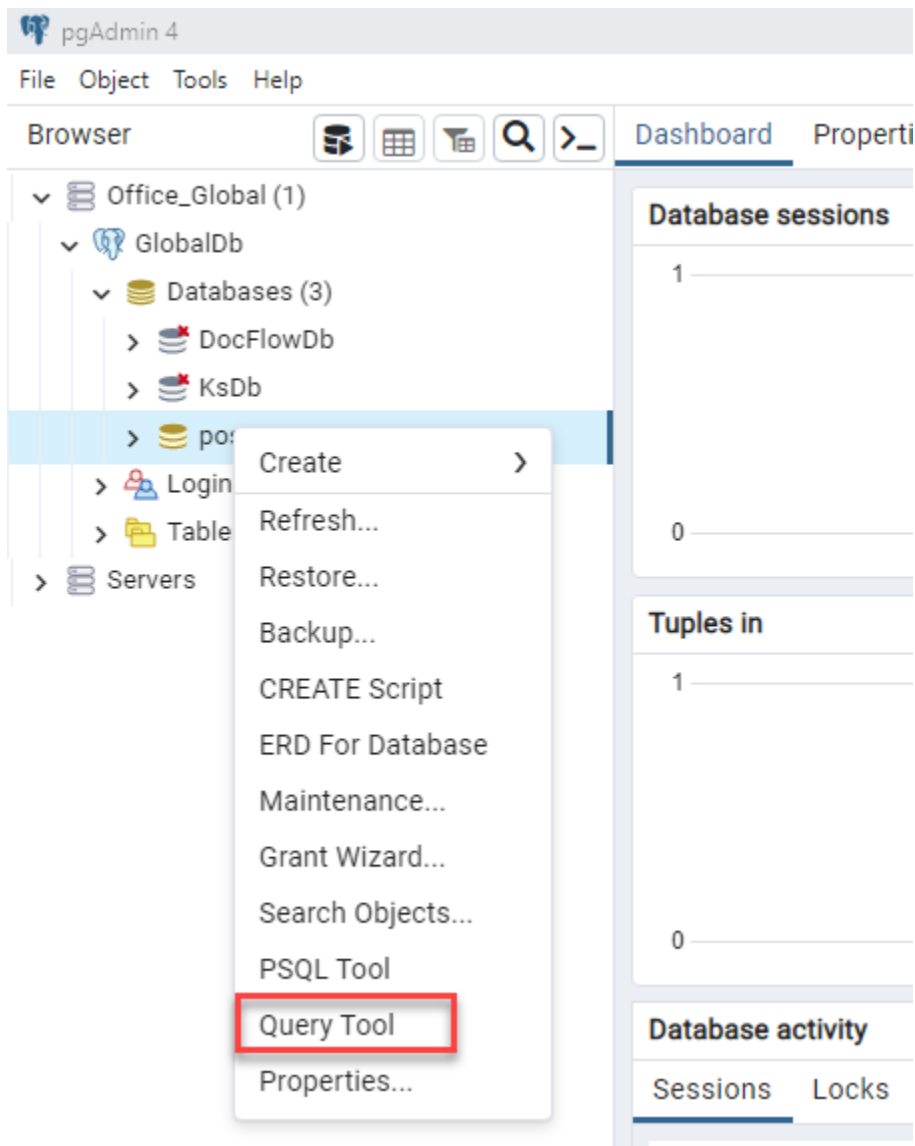 pgAdmin 4
File Object Tools Help
Browser
Dashboard Properti
Office_Global (1)
GlobalDb
Databases (3)
DocFlowDb
KsDb
pos
Login
Table
Servers
Create
Refresh...
Restore...
Backup...
CREATE Script
ERD For Database
Maintenance...
Grant Wizard...
Search Objects...
PSQL Tool
Query Tool
Properties...
Database sessions
1
0
Tuples in
1
0
Database activity
Sessions Locks